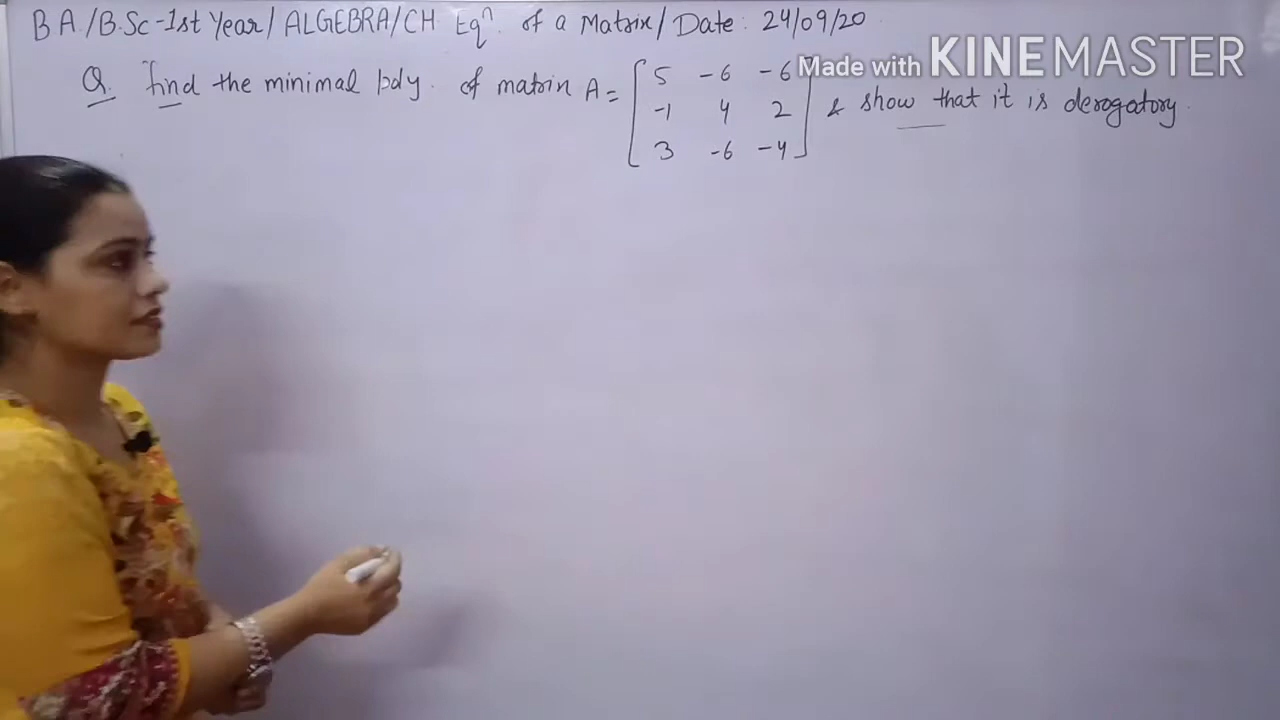 B A./B.Sc-1st Year/ ALGEBRA/CH Eqⁿ. of a Matrix/ Date: 24/09/20
Made with KINEMASTER
Q. find the minimal poly. of matrix A = [5 -6 -6
-1 4 2
3 -6 -4] & show that it is derogatory.